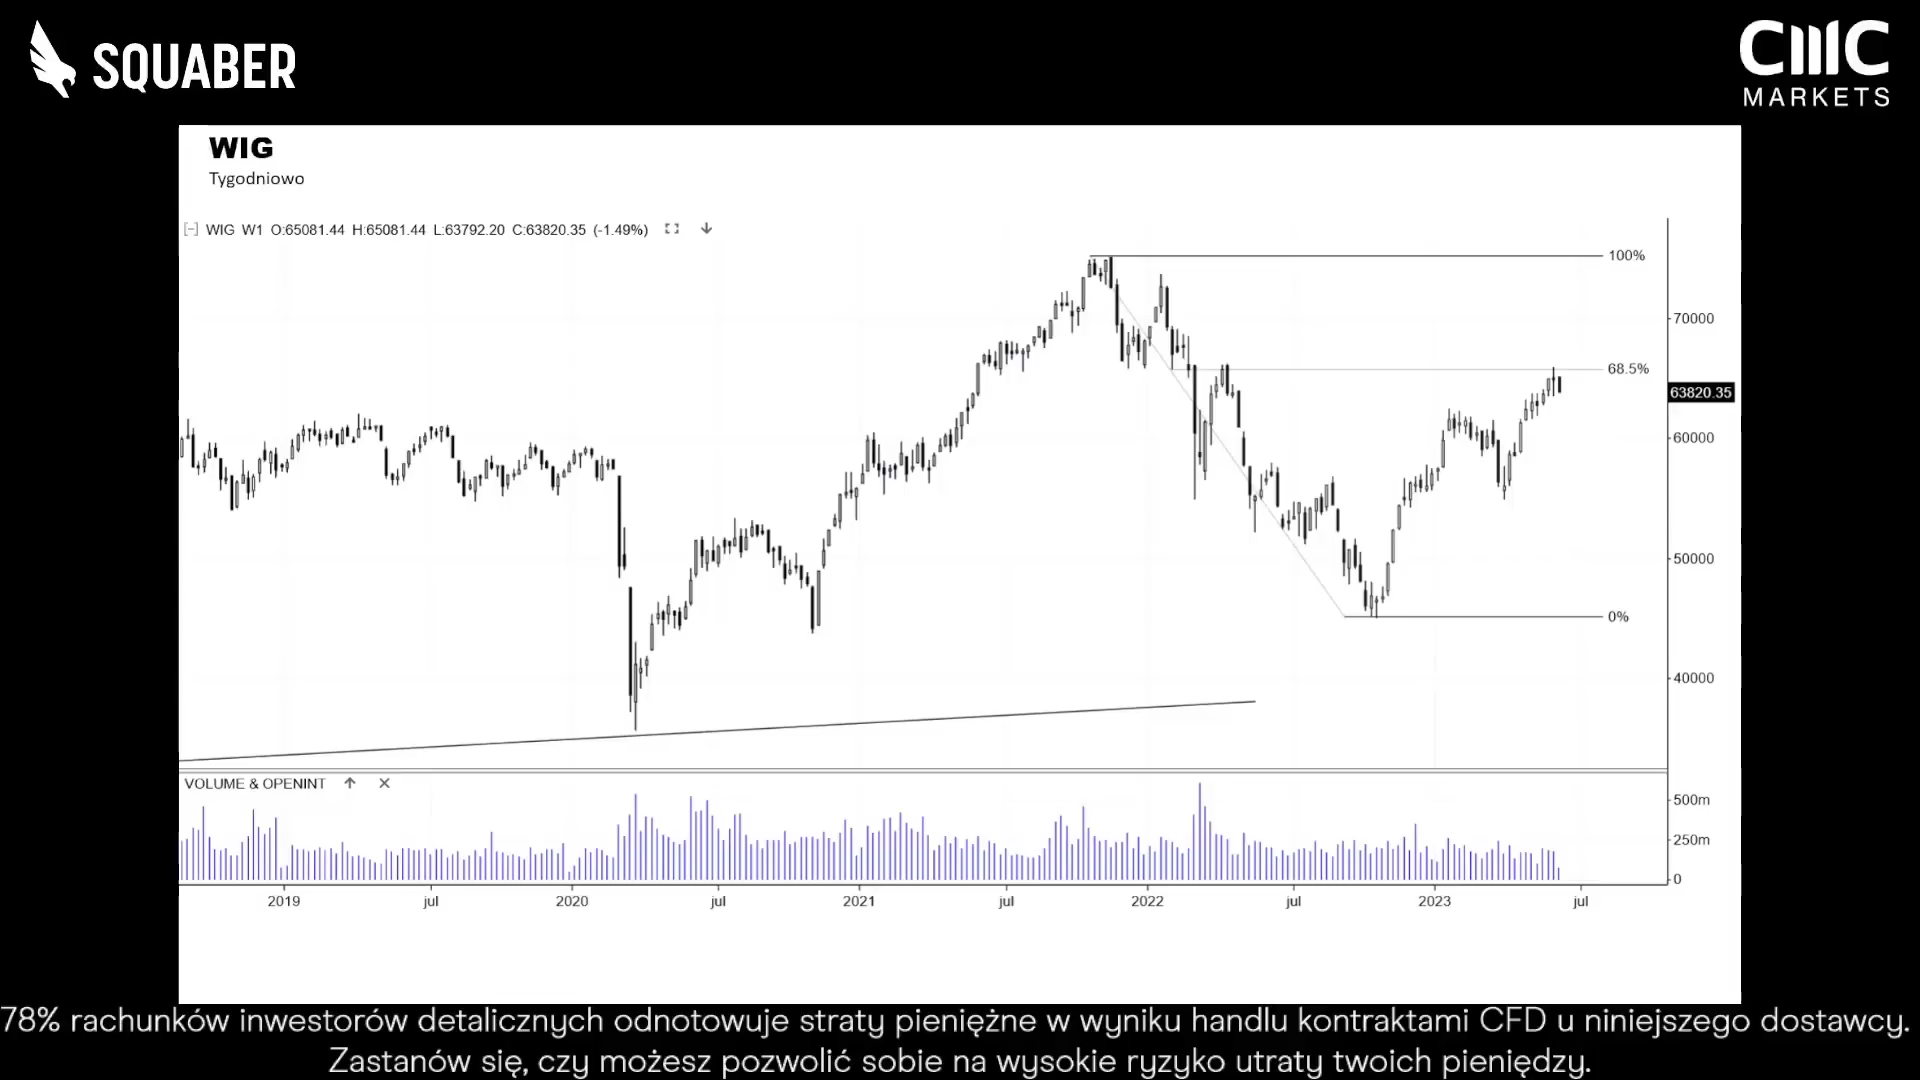 SQUABER
CMC
MARKETS
WIG
Tygodniowo
WIG W1 O:65081.44 H:65081.44 L:63792.20 C:63820.35 (-1.49%)
100%
70000
68.5%
63820.35
60000
50000
0%
40000
VOLUME & OPENINT
500m
250m
0
2019 jul 2020 jul 2021 jul 2022 jul 2023 jul
78% rachunków inwestorów detalicznych odnotowuje straty pieniężne w wyniku handlu kontraktami CFD u niniejszego dostawcy.
Zastanów się, czy możesz pozwolić sobie na wysokie ryzyko utraty twoich pieniędzy.